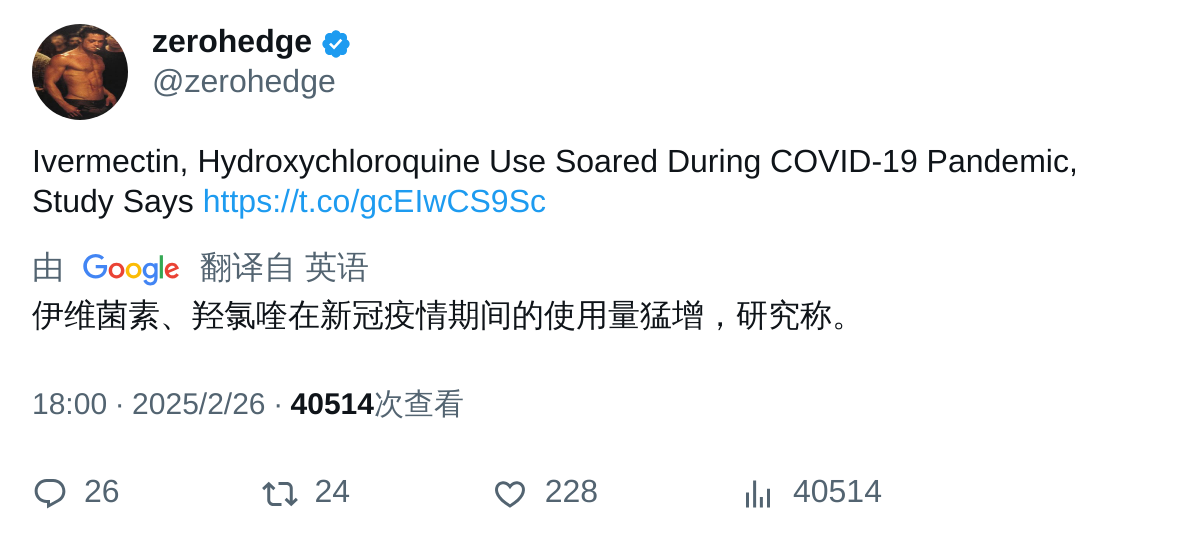 zerohedge
@zerohedge
Ivermectin, Hydroxychloroquine Use Soared During COVID-19 Pandemic,
Study Says https://t.co/gcEIwCS9Sc
由 Google 翻译自 英语
伊维菌素、羟氯喹在新冠疫情期间的使用量猛增，研究称。
18:00 · 2025/2/26 · 40514次查看
26 24 228 40514